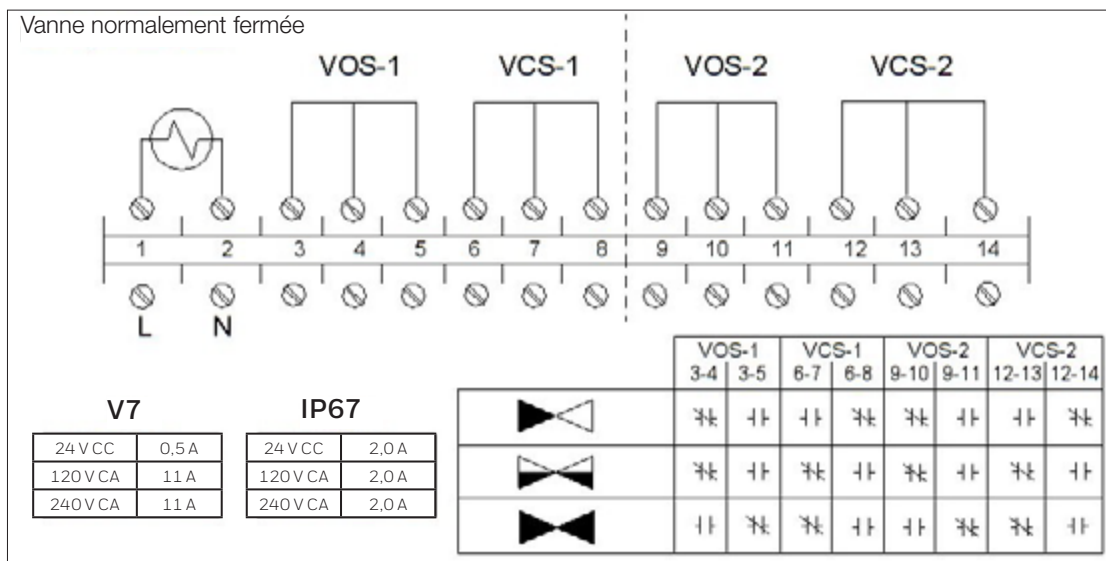 Vanne normalement fermée
VOS-1 VCS-1 VOS-2 VCS-2
1 2 3 4 5 6 7 8 9 10 11 12 13 14
L N
VOS-1 VCS-1 VOS-2 VCS-2
3-4 3-5 6-7 6-8 9-10 9-11 12-13 12-14
V7
24 V CC 0,5 A
120 V CA 11 A
240 V CA 11 A
IP67
24 V CC 2,0 A
120 V CA 2,0 A
240 V CA 2,0 A